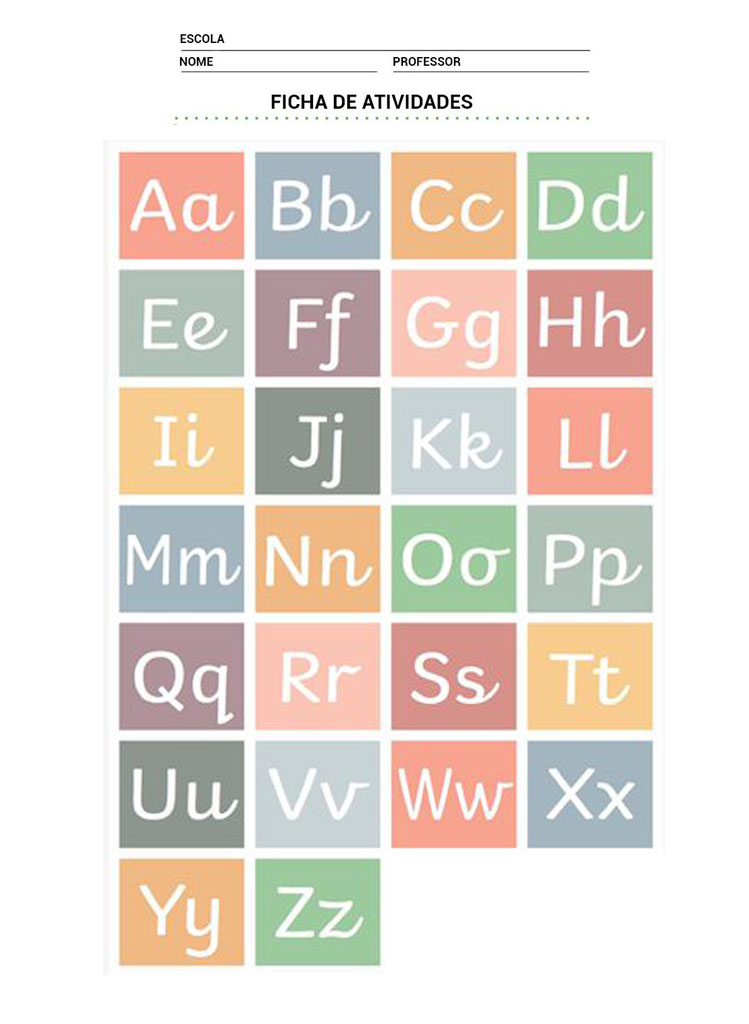 ESCOLA
NOME PROFESSOR
FICHA DE ATIVIDADES
Aa Bb Cc Dd
Ee Ff Gg Hh
Ii Jj Kk Ll
Mm Nn Oo Pp
Qq Rr Ss Tt
Uu Vv Ww Xx
Yy Zz